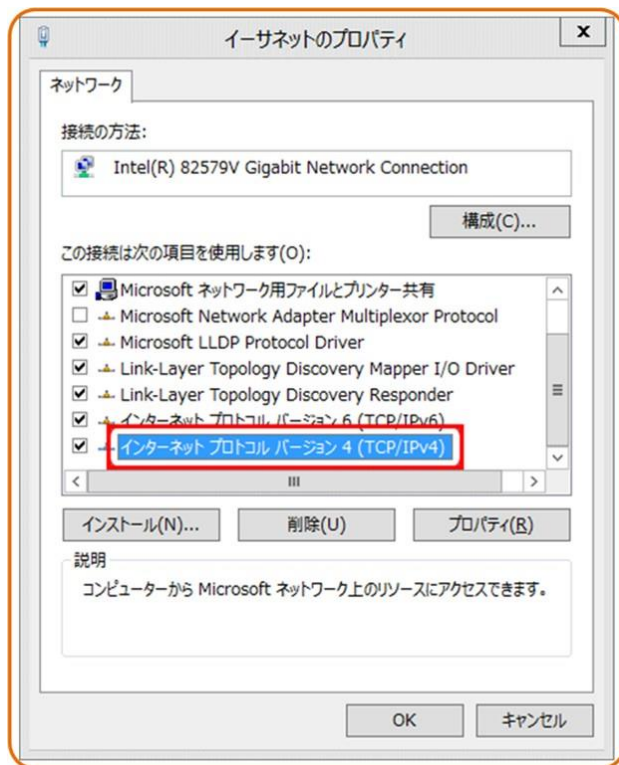 イーサネットのプロパティ
x
ネットワーク
接続の方法:
Intel(R) 82579V Gigabit Network Connection
構成(C)...
この接続は次の項目を使用します(O):
Microsoft ネットワーク用ファイルとプリンター共有
Microsoft Network Adapter Multiplexor Protocol
Microsoft LLDP Protocol Driver
Link-Layer Topology Discovery Mapper I/O Driver
Link-Layer Topology Discovery Responder
インターネット プロトコル バージョン 6 (TCP/IPv6)
インターネット プロトコル バージョン 4 (TCP/IPv4)
インストール(N)... 削除(U) プロパティ(R)
説明
コンピューターから Microsoft ネットワーク上のリソースにアクセスできます。
OK キャンセル